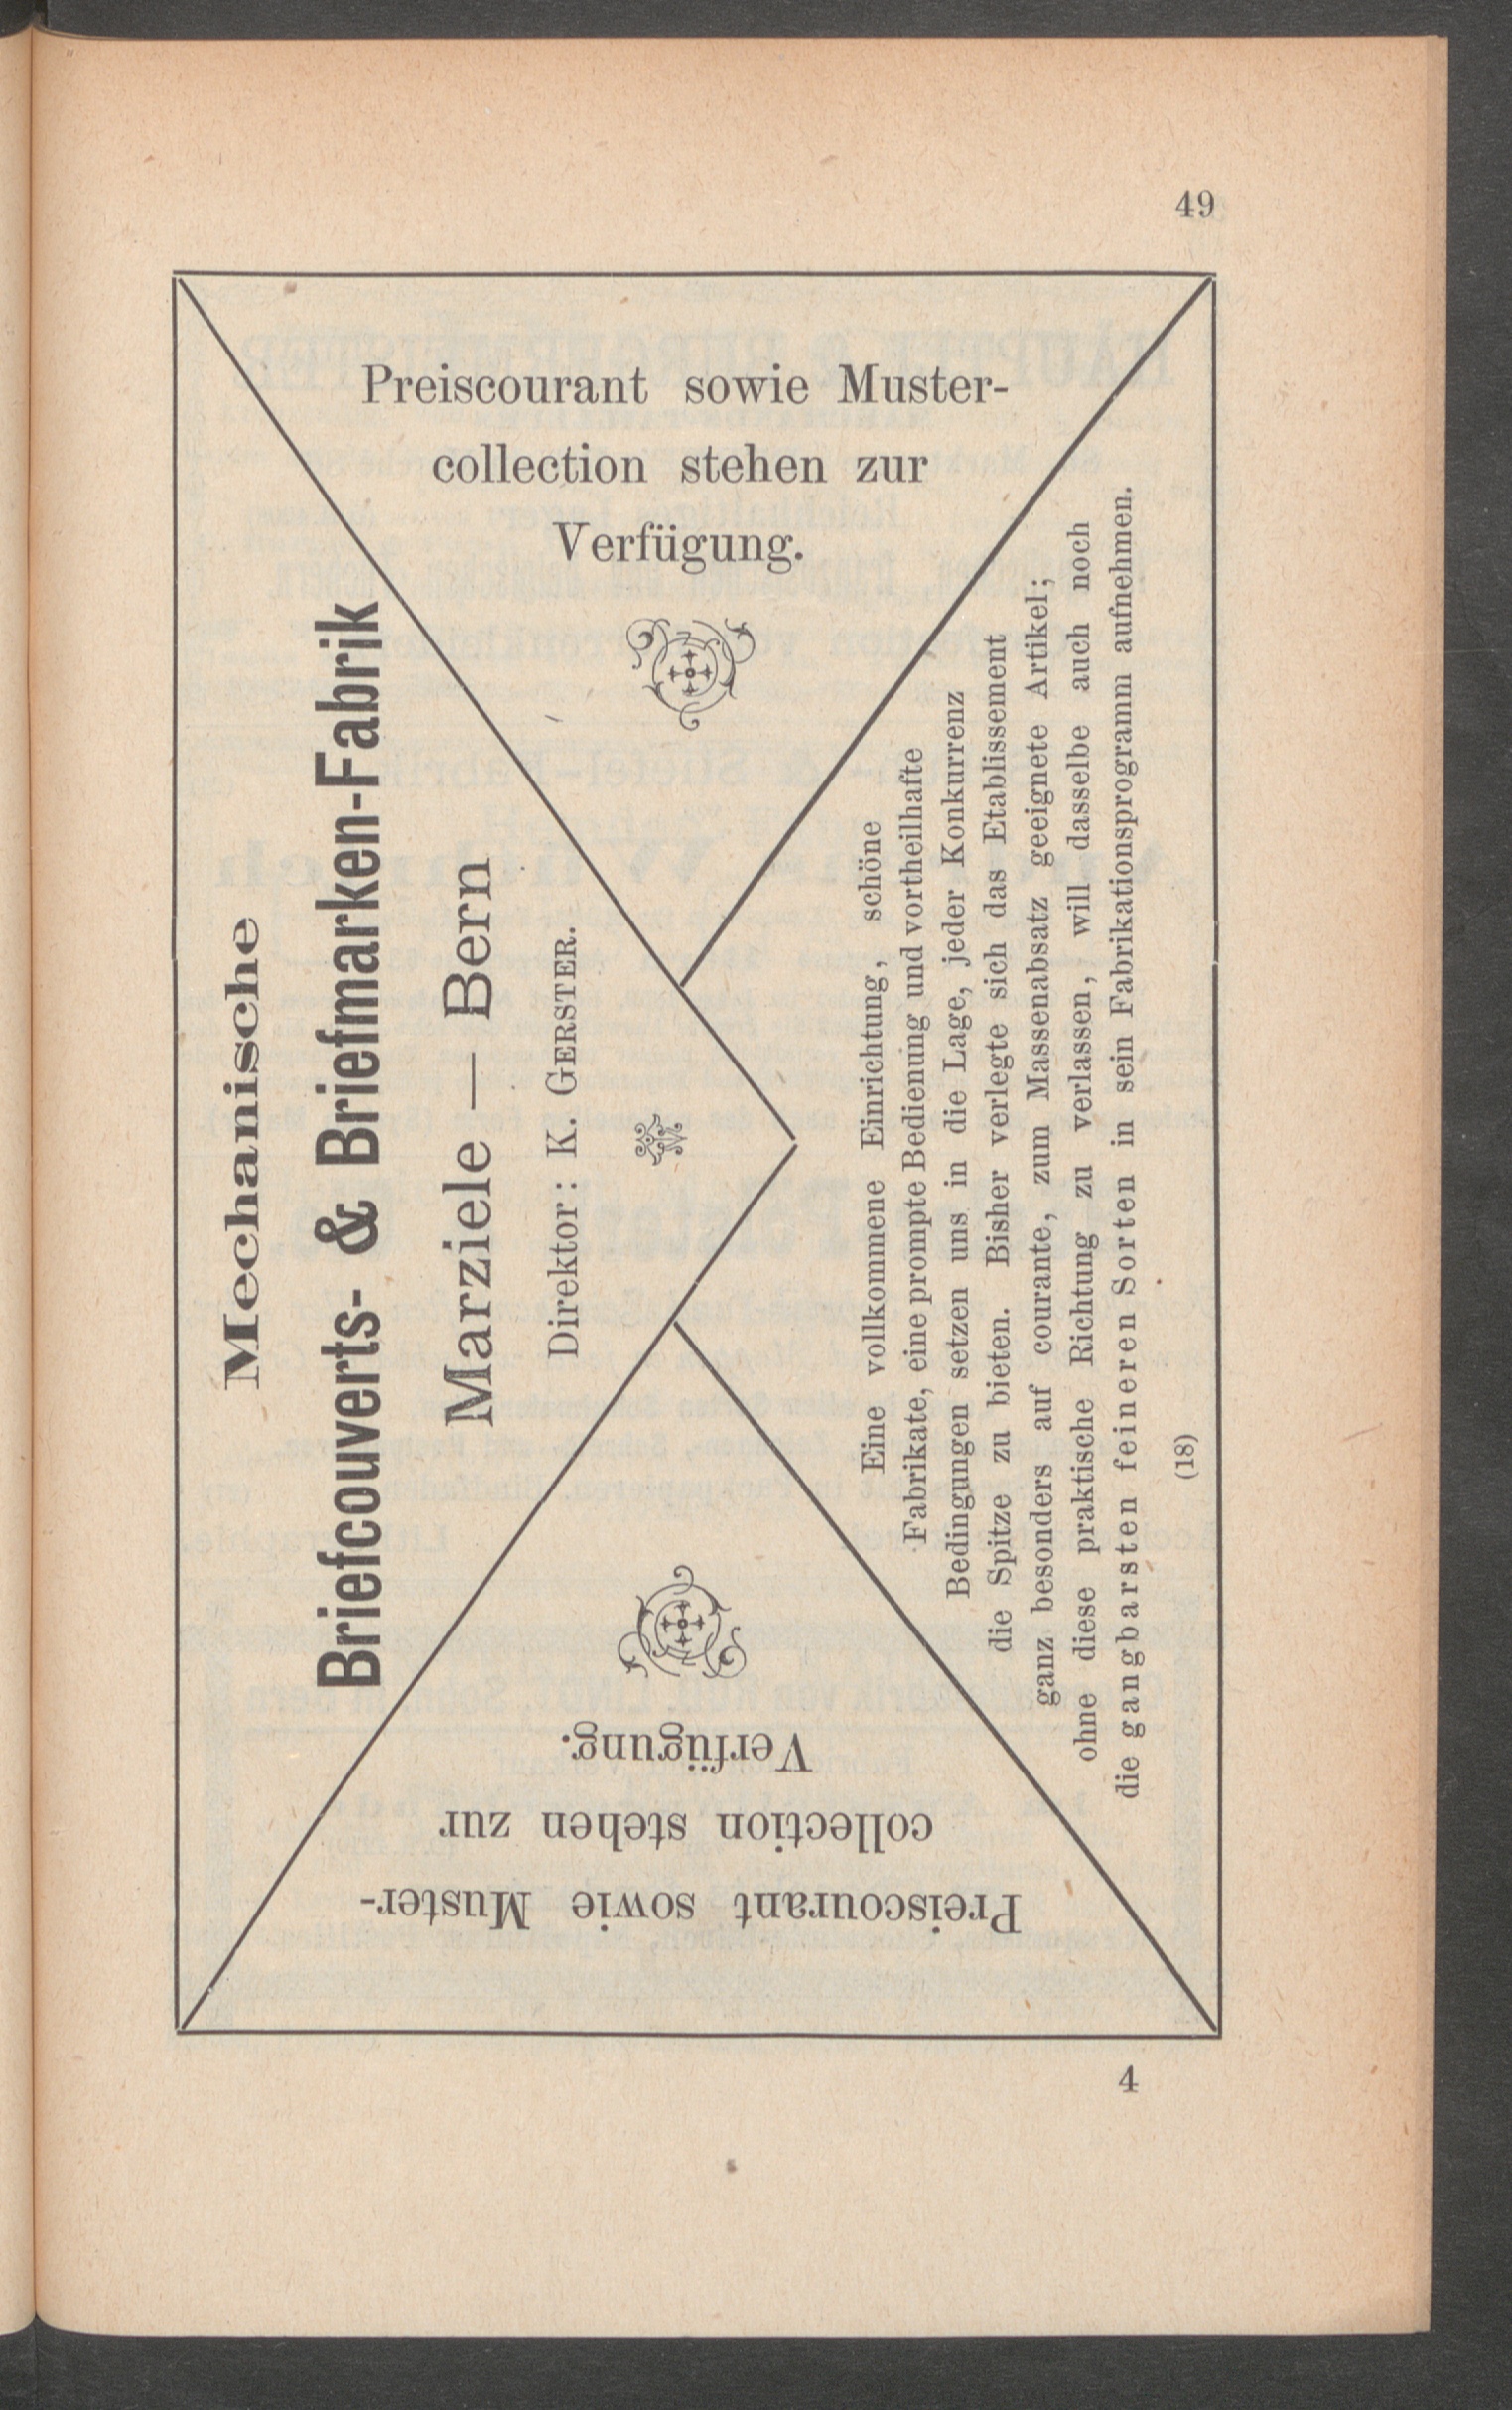 49
Mechanische
Briefcouverts- & Briefmarken-Fabrik
Marziele — Bern
Direktor: K. GERSTER.
Preiscourant sowie Muster-
collection stehen zur
Verfügung.
Preiscourant sowie Muster-
collection stehen zur
Verfügung.
Eine vollkommene Einrichtung, schöne
Fabrikate, eine prompte Bedienung und vortheilhafte
Bedingungen setzen uns in die Lage, jeder Konkurrenz
die Spitze zu bieten. Bisher verlegte sich das Etablissement
ganz besonders auf courante, zum Massenabsatz geeignete Artikel;
ohne diese praktische Richtung zu verlassen, will dasselbe auch noch
die gangbarsten feineren Sorten in sein Fabrikationsprogramm aufnehmen.
(18)
4